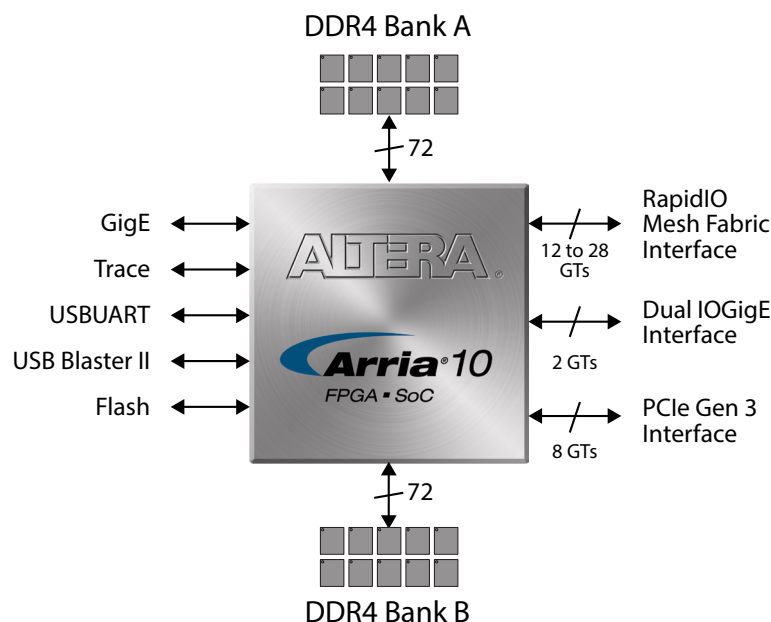 DDR4 Bank A
72
GigE
Trace
USBUART
USB Blaster II
Flash
ALTERA®
Arria® 10
FPGA ▪ SoC
RapidIO
Mesh Fabric
Interface
12 to 28
GTs
Dual IOGigE
Interface
2 GTs
PCIe Gen 3
Interface
8 GTs
72
DDR4 Bank B